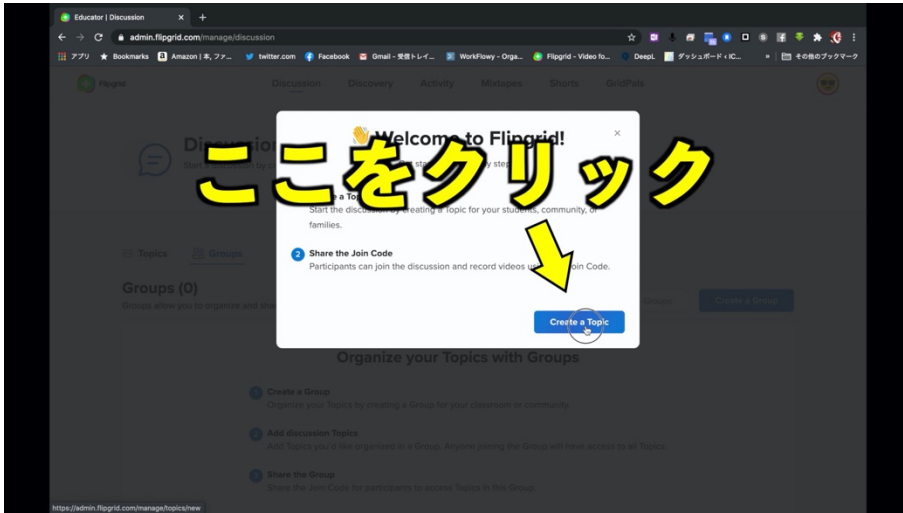 Educator | Discussion
admin.flipgrid.com/manage/discussion
アプリ Bookmarks Amazon | 本, ファ... twitter.com Facebook Gmail - 受信トレイ... WorkFlowy - Orga... Flipgrid - Video fo... DeepL ダッシュボード ‹ IC... » その他のブックマーク
Flipgrid Discussion Discovery Activity Mixtapes Shorts GridPals
Welcome to Flipgrid!
ここをクリック
Start the discussion by creating a Topic for your students, community, or
families.
2 Share the Join Code
Participants can join the discussion and record videos Join Code.
Topics Groups
Groups (0)
Groups allow you to organize and
Create a Group
Create a Topic
Organize your Topics with Groups
Create a Group
Organize your Topics by creating a Group for your classroom or community.
Add discussion Topics
Add Topics you'd like organized in a Group. Anyone joining the Group will have access to all Topics.
Share the Group
Share the Join Code for participants to access Topics in this Group.
https://admin.flipgrid.com/manage/topics/new